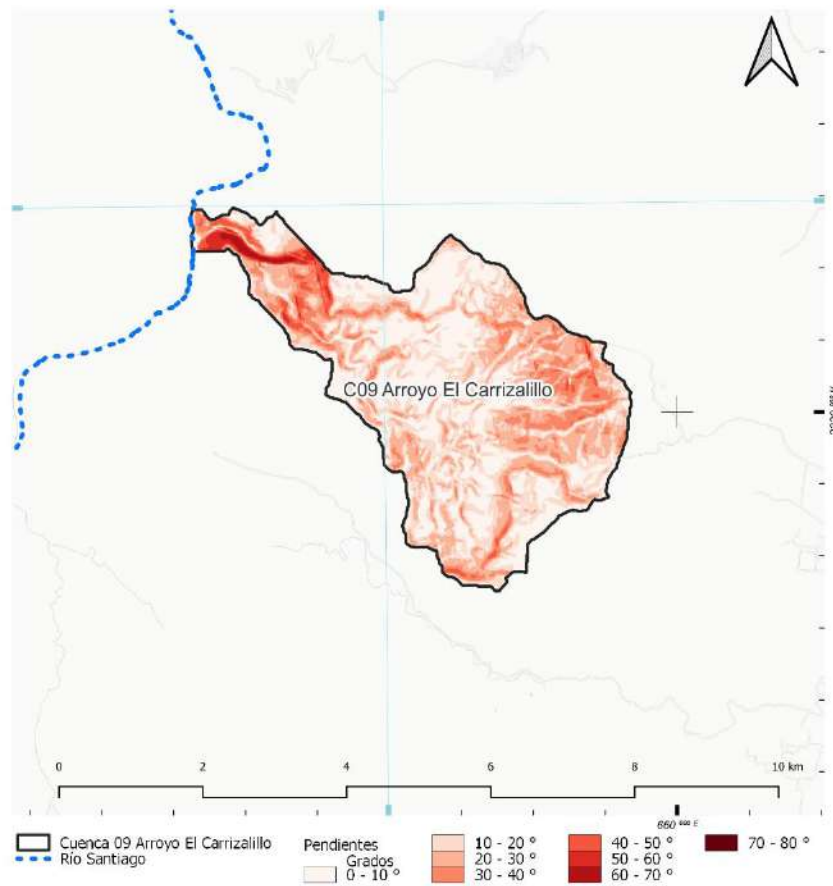 C09 Arroyo El Carrizalillo
0 2 4 6 8 10 km
660 000 E
Cuenca 09 Arroyo El Carrizalillo
Río Santiago
Pendientes
Grados
0 - 10 °
10 - 20 °
20 - 30 °
30 - 40 °
40 - 50 °
50 - 60 °
60 - 70 °
70 - 80 °